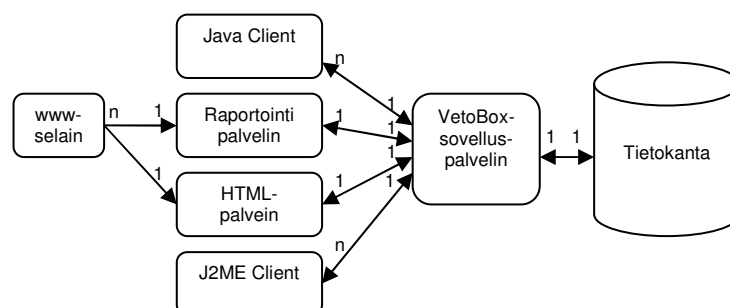 Java Client
n
1
www-
selain
n
1
1
Raportointi
palvelin
1
1
HTML-
palvein
1
1
J2ME Client
n
1
VetoBox-
sovellus-
palvelin
1
1
Tietokanta